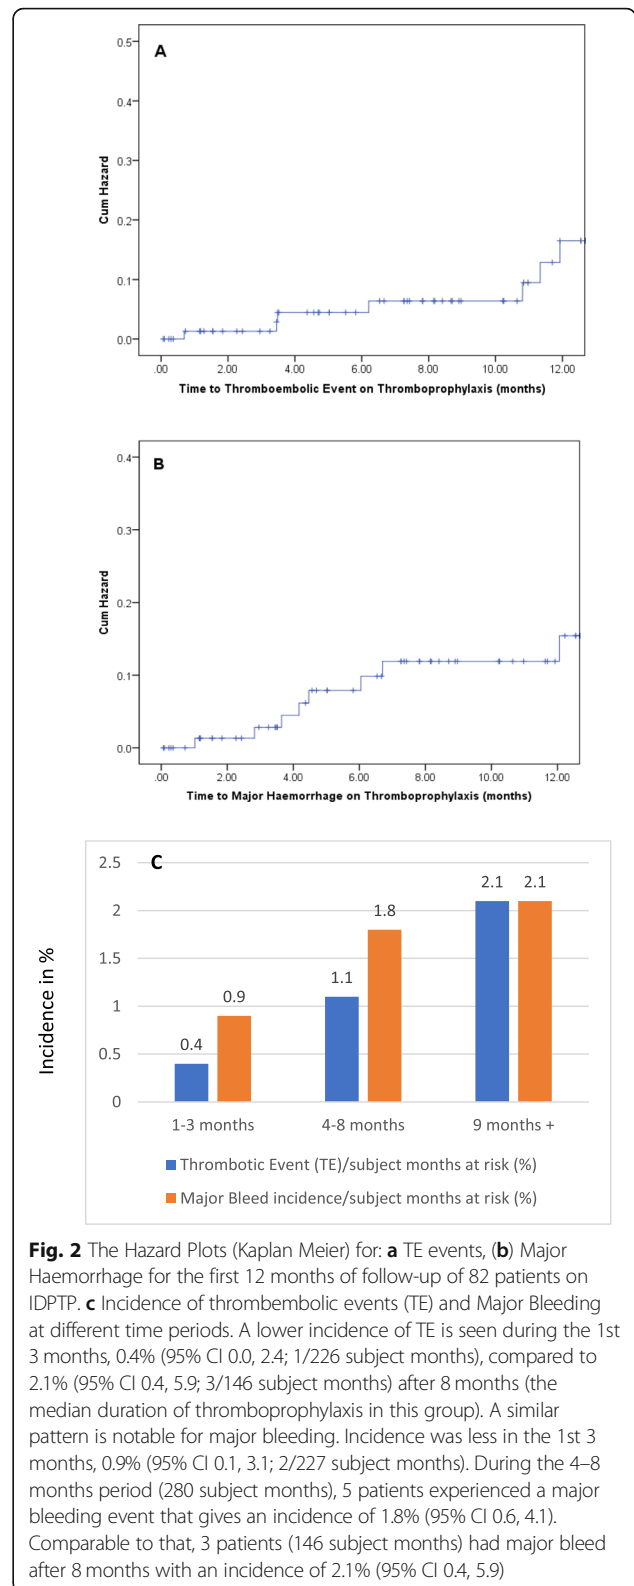 A
0.5
0.4
0.3
0.2
0.1
0.0
Cum Hazard
.00 2.00 4.00 6.00 8.00 10.00 12.00
Time to Thromboembolic Event on Thromboprophylaxis (months)
B
0.4
0.3
0.2
0.1
0.0
Cum Hazard
.00 2.00 4.00 6.00 8.00 10.00 12.00
Time to Major Haemorrhage on Thromboprophylaxis (months)
C
2.5
2
1.5
1
0.5
0
Incidence in %
0.4 0.9 1.1 1.8 2.1 2.1
1-3 months 4-8 months 9 months +
Thrombotic Event (TE)/subject months at risk (%)
Major Bleed incidence/subject months at risk (%)
Fig. 2 The Hazard Plots (Kaplan Meier) for: a TE events, (b) Major
Haemorrhage for the first 12 months of follow-up of 82 patients on
IDPTP. c Incidence of thrombembolic events (TE) and Major Bleeding
at different time periods. A lower incidence of TE is seen during the 1st
3 months, 0.4% (95% CI 0.0, 2.4; 1/226 subject months), compared to
2.1% (95% CI 0.4, 5.9; 3/146 subject months) after 8 months (the
median duration of thromboprophylaxis in this group). A similar
pattern is notable for major bleeding. Incidence was less in the 1st 3
months, 0.9% (95% CI 0.1, 3.1; 2/227 subject months). During the 4–8
months period (280 subject months), 5 patients experienced a major
bleeding event that gives an incidence of 1.8% (95% CI 0.6, 4.1).
Comparable to that, 3 patients (146 subject months) had major bleed
after 8 months with an incidence of 2.1% (95% CI 0.4, 5.9)